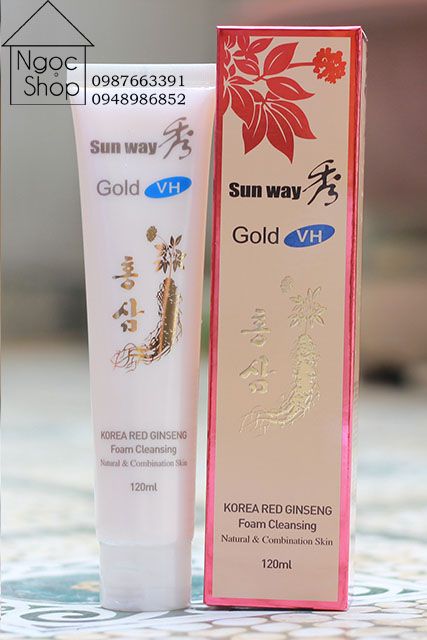 Ngọc
Shop
0987663391
0948986852
Sun way 秀
Gold VH
홍
삼
KOREA RED GINSENG
Foam Cleansing
Natural & Combination Skin
120ml
Sun way 秀
Gold VH
홍
삼
KOREA RED GINSENG
Foam Cleansing
Natural & Combination Skin
120ml